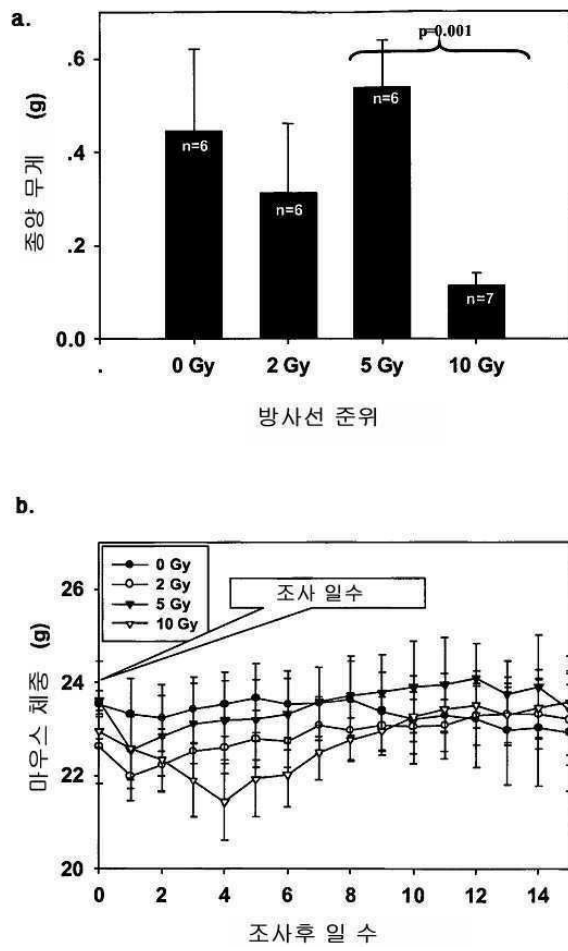 a.
p=0.001
.6
.4
.2
0.0
종양 무게 (g)
n=6
n=6
n=6
n=7
.
0 Gy
2 Gy
5 Gy
10 Gy
방사선 준위
b.
0 Gy
2 Gy
5 Gy
10 Gy
조사 일수
26
24
22
20
마우스 체중 (g)
0
2
4
6
8
10
12
14
조사후 일 수